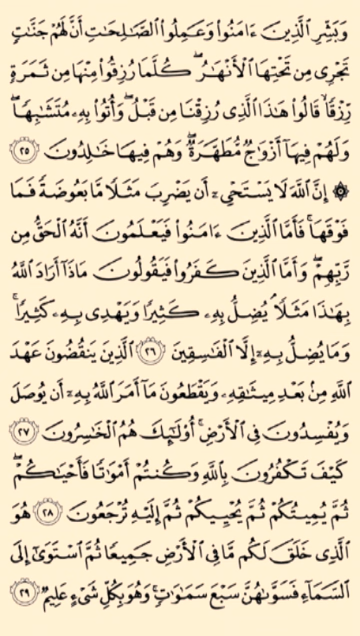 وَبَشِّرِ ٱلَّذِينَ ءَامَنُوا۟ وَعَمِلُوا۟ ٱلصَّـٰلِحَـٰتِ أَنَّ لَهُمْ جَنَّـٰتٍ
تَجْرِى مِن تَحْتِهَا ٱلْأَنْهَـٰرُ ۖ كُلَّمَا رُزِقُوا۟ مِنْهَا مِن ثَمَرَةٍ
رِّزْقًا ۙ قَالُوا۟ هَـٰذَا ٱلَّذِى رُزِقْنَا مِن قَبْلُ ۖ وَأُتُوا۟ بِهِۦ مُتَشَـٰبِهًا ۖ
وَلَهُمْ فِيهَآ أَزْوَٰجٌ مُّطَهَّرَةٌ ۖ وَهُمْ فِيهَا خَـٰلِدُونَ ٢٥
۞ إِنَّ ٱللَّهَ لَا يَسْتَحْىِۦٓ أَن يَضْرِبَ مَثَلًا مَّا بَعُوضَةً فَمَا
فَوْقَهَا ۚ فَأَمَّا ٱلَّذِينَ ءَامَنُوا۟ فَيَعْلَمُونَ أَنَّهُ ٱلْحَقُّ مِن
رَّبِّهِمْ ۖ وَأَمَّا ٱلَّذِينَ كَفَرُوا۟ فَيَقُولُونَ مَاذَآ أَرَادَ ٱللَّهُ
بِهَـٰذَا مَثَلًا ۘ يُضِلُّ بِهِۦ كَثِيرًا وَيَهْدِى بِهِۦ كَثِيرًا ۚ
وَمَا يُضِلُّ بِهِۦٓ إِلَّا ٱلْفَـٰسِقِينَ ٢٦ ٱلَّذِينَ يَنقُضُونَ عَهْدَ
ٱللَّهِ مِنۢ بَعْدِ مِيثَـٰقِهِۦ وَيَقْطَعُونَ مَآ أَمَرَ ٱللَّهُ بِهِۦٓ أَن يُوصَلَ
وَيُفْسِدُونَ فِى ٱلْأَرْضِ ۚ أُو۟لَـٰٓئِكَ هُمُ ٱلْخَـٰسِرُونَ ٢٧
كَيْفَ تَكْفُرُونَ بِٱللَّهِ وَكُنتُمْ أَمْوَٰتًا فَأَحْيَـٰكُمْ ۖ
ثُمَّ يُمِيتُكُمْ ثُمَّ يُحْيِيكُمْ ثُمَّ إِلَيْهِ تُرْجَعُونَ ٢٨ هُوَ
ٱلَّذِى خَلَقَ لَكُم مَّا فِى ٱلْأَرْضِ جَمِيعًا ثُمَّ ٱسْتَوَىٰٓ إِلَى
ٱلسَّمَآءِ فَسَوَّىٰهُنَّ سَبْعَ سَمَـٰوَٰتٍ ۚ وَهُوَ بِكُلِّ شَىْءٍ عَلِيمٌ ٢٩